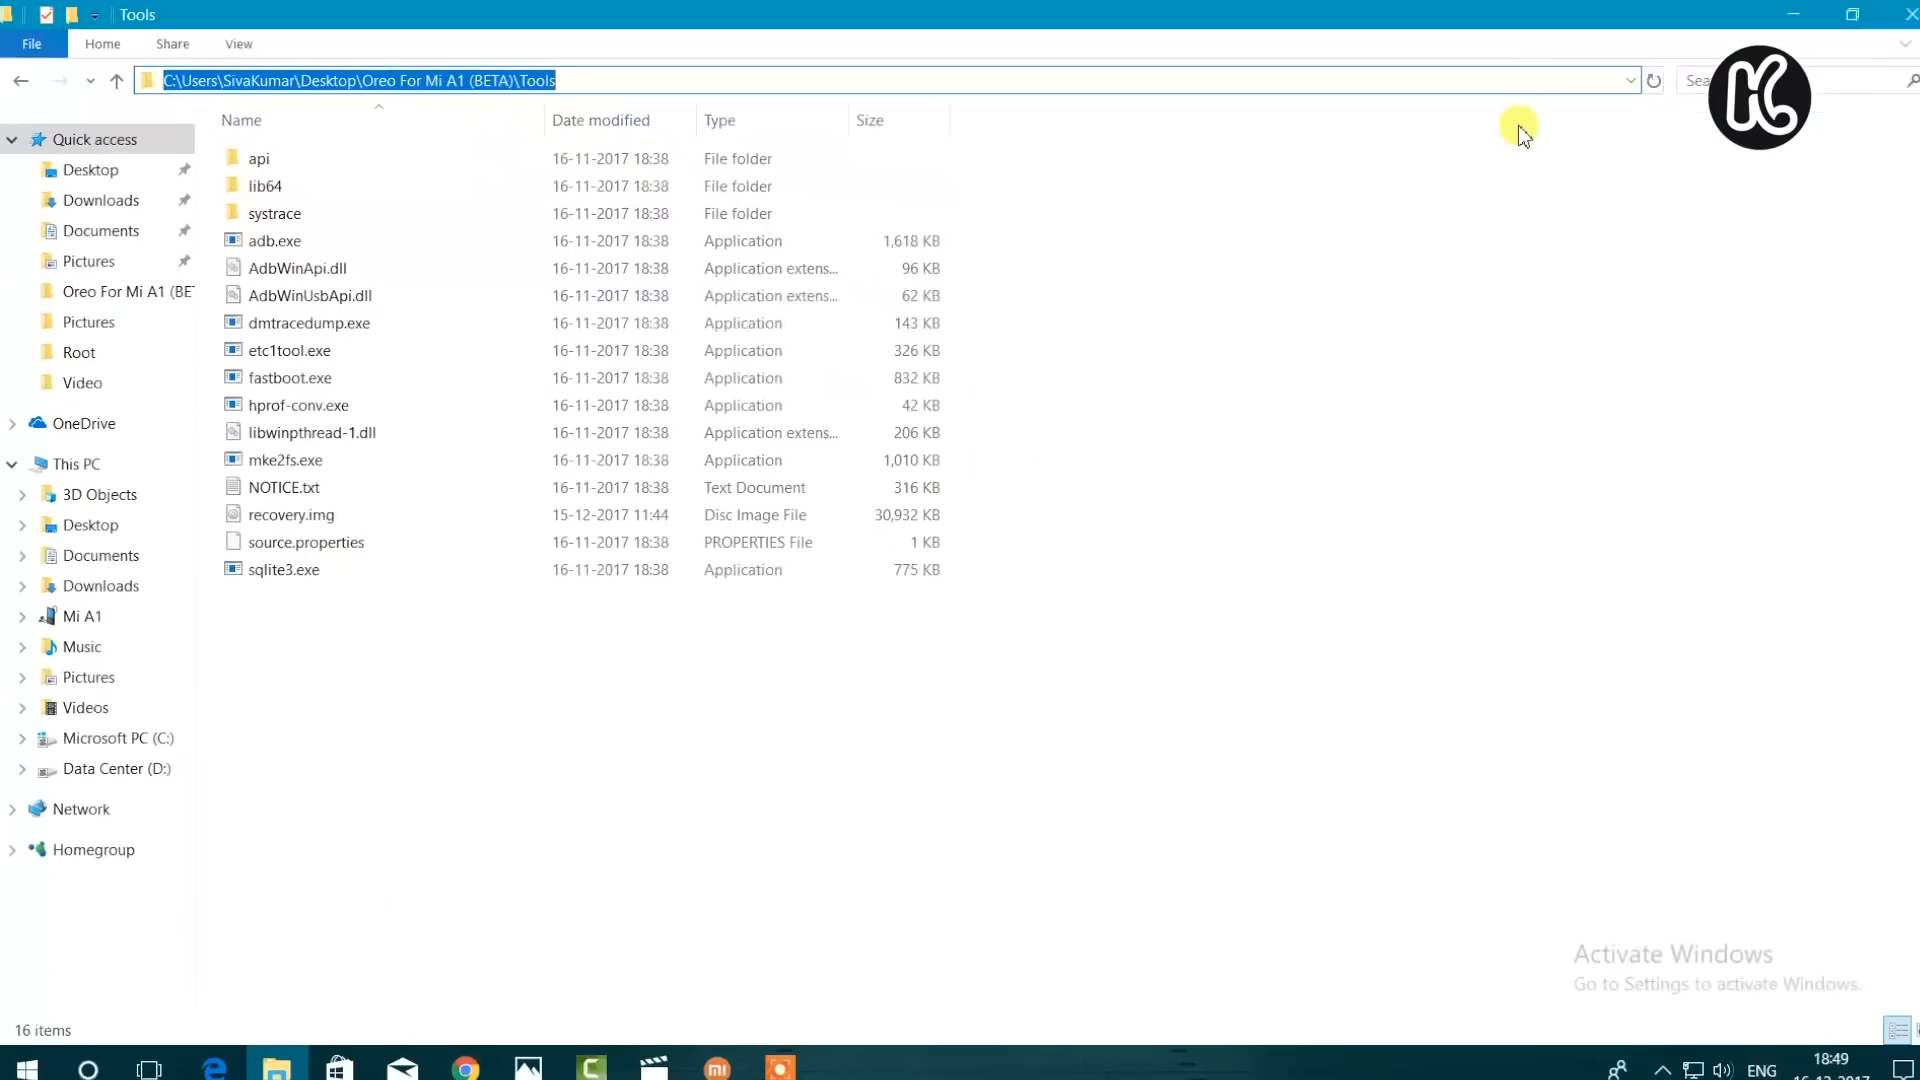 Tools
File Home Share View
C:\Users\SivaKumar\Desktop\Oreo For Mi A1 (BETA)\Tools
Name Date modified Type Size
Quick access
Desktop
Downloads
Documents
Pictures
Oreo For Mi A1 (BE
Pictures
Root
Video
OneDrive
This PC
3D Objects
Desktop
Documents
Downloads
Mi A1
Music
Pictures
Videos
Microsoft PC (C:)
Data Center (D:)
Network
Homegroup
api 16-11-2017 18:38 File folder
lib64 16-11-2017 18:38 File folder
systrace 16-11-2017 18:38 File folder
adb.exe 16-11-2017 18:38 Application 1,618 KB
AdbWinApi.dll 16-11-2017 18:38 Application extens... 96 KB
AdbWinUsbApi.dll 16-11-2017 18:38 Application extens... 62 KB
dmtracedump.exe 16-11-2017 18:38 Application 143 KB
etc1tool.exe 16-11-2017 18:38 Application 326 KB
fastboot.exe 16-11-2017 18:38 Application 832 KB
hprof-conv.exe 16-11-2017 18:38 Application 42 KB
libwinpthread-1.dll 16-11-2017 18:38 Application extens... 206 KB
mke2fs.exe 16-11-2017 18:38 Application 1,010 KB
NOTICE.txt 16-11-2017 18:38 Text Document 316 KB
recovery.img 15-12-2017 11:44 Disc Image File 30,932 KB
source.properties 16-11-2017 18:38 PROPERTIES File 1 KB
sqlite3.exe 16-11-2017 18:38 Application 775 KB
Activate Windows
Go to Settings to activate Windows.
16 items
ENG
18:49